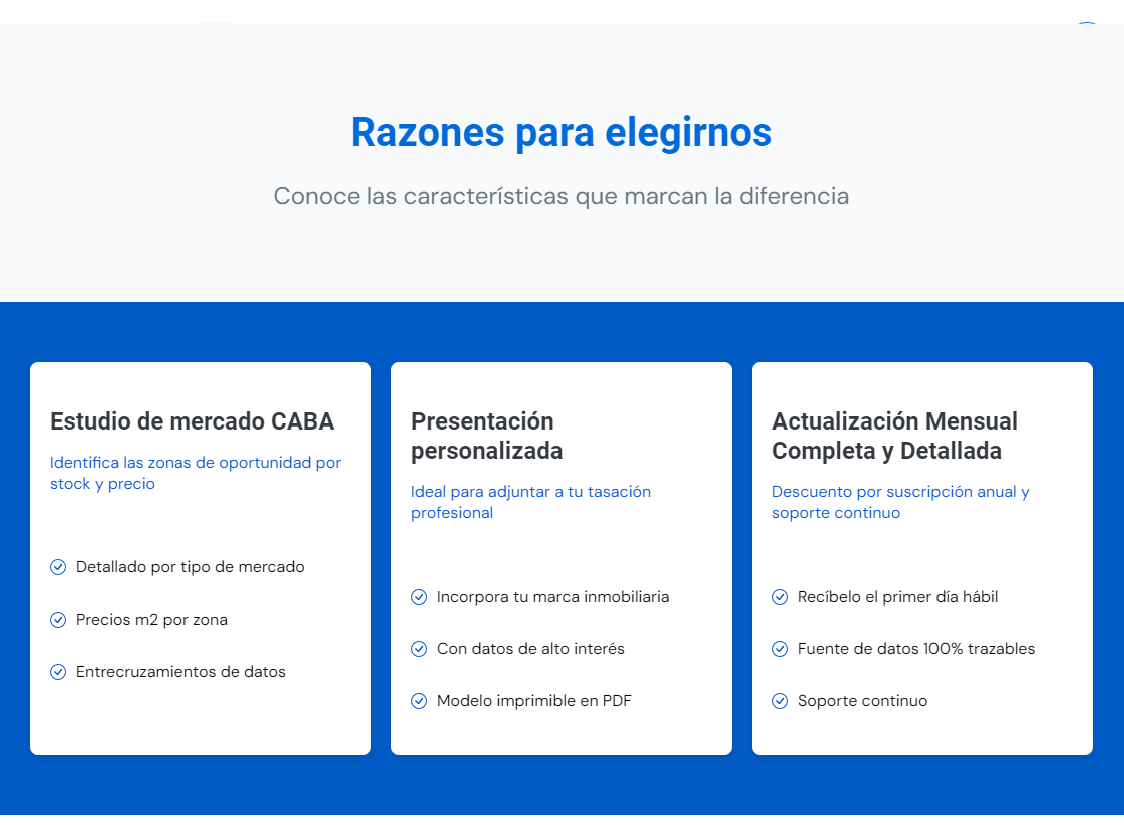 Razones para elegirnos
Conoce las características que marcan la diferencia
Estudio de mercado CABA
Identifica las zonas de oportunidad por
stock y precio
Detallado por tipo de mercado
Precios m2 por zona
Entrecruzamientos de datos
Presentación
personalizada
Ideal para adjuntar a tu tasación
profesional
Incorpora tu marca inmobiliaria
Con datos de alto interés
Modelo imprimible en PDF
Actualización Mensual
Completa y Detallada
Descuento por suscripción anual y
soporte continuo
Recíbelo el primer día hábil
Fuente de datos 100% trazables
Soporte continuo